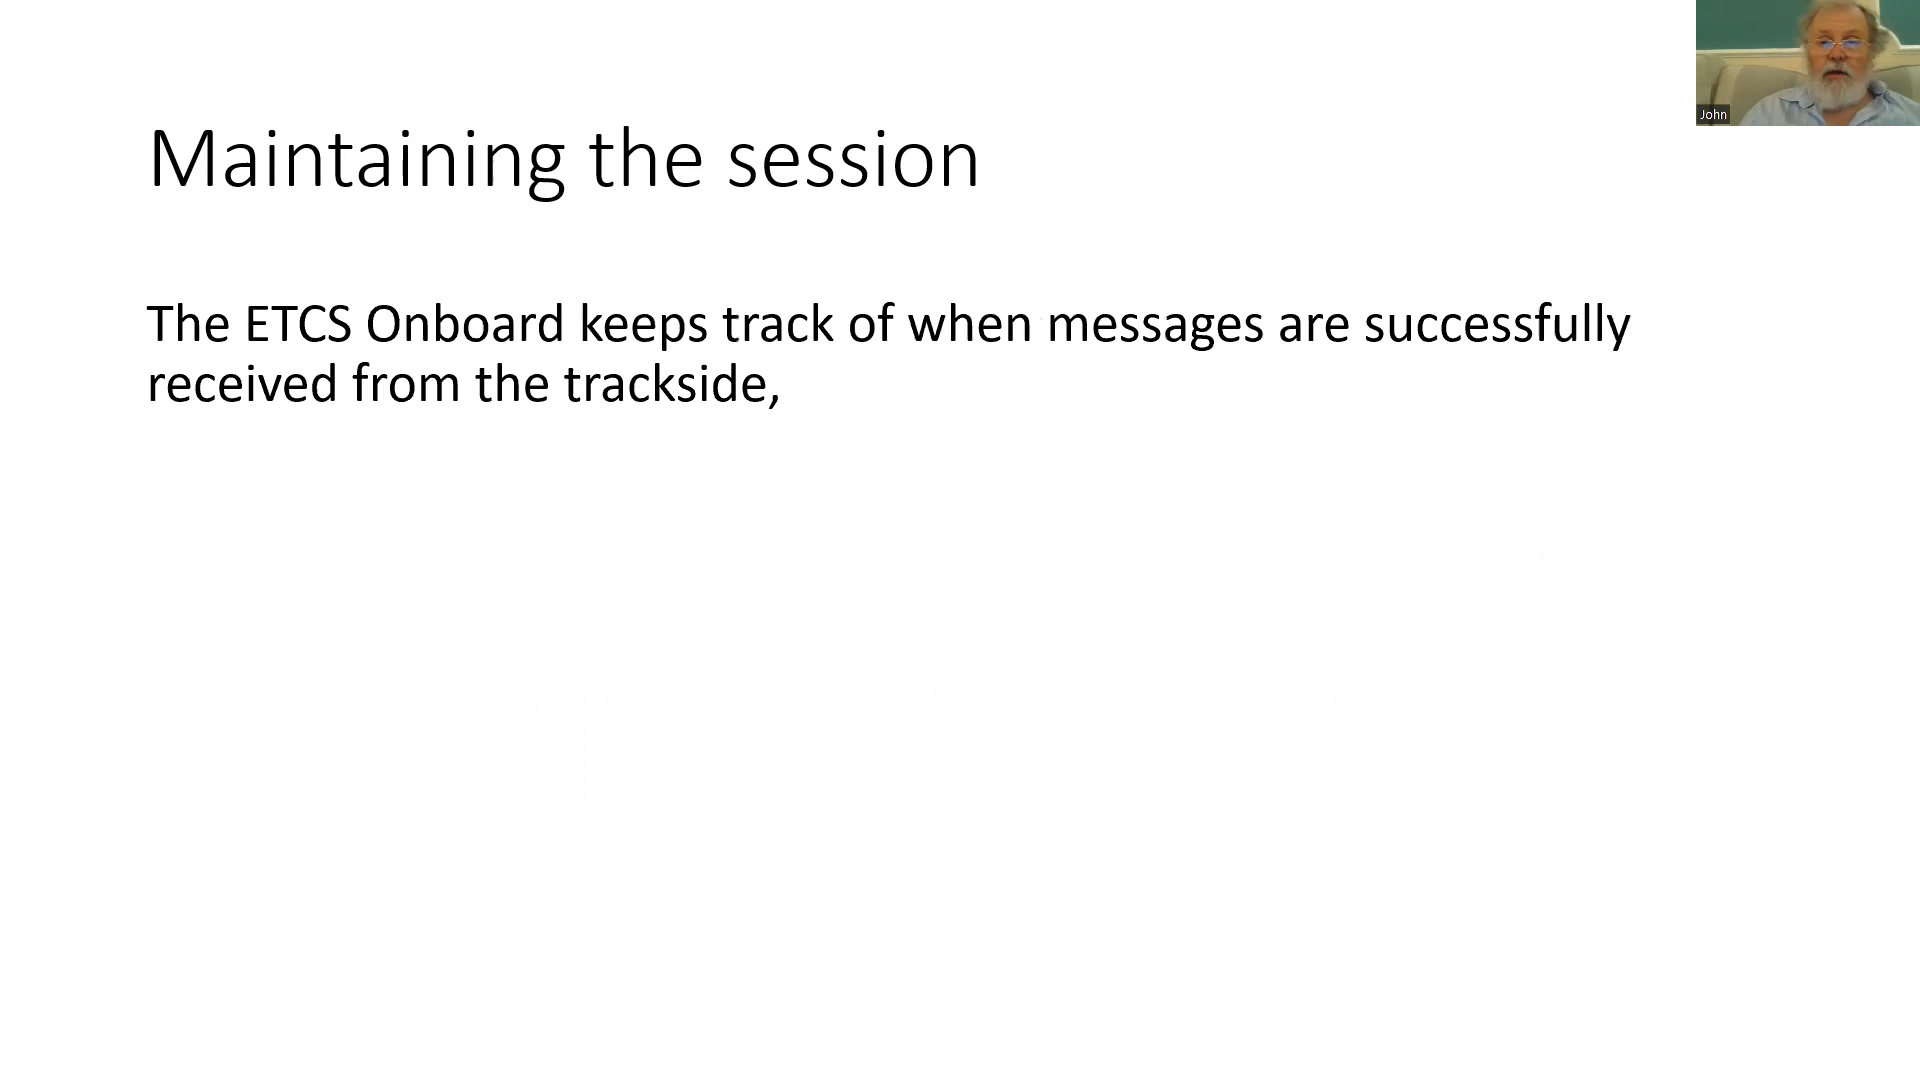 Maintaining the session
The ETCS Onboard keeps track of when messages are successfully
received from the trackside,
John